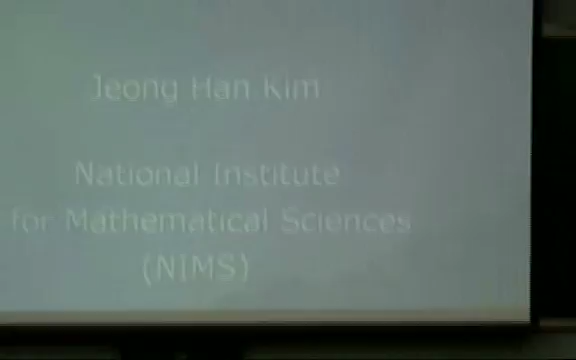 Jeong Han Kim
National Institute
for Mathematical Sciences
(NIMS)